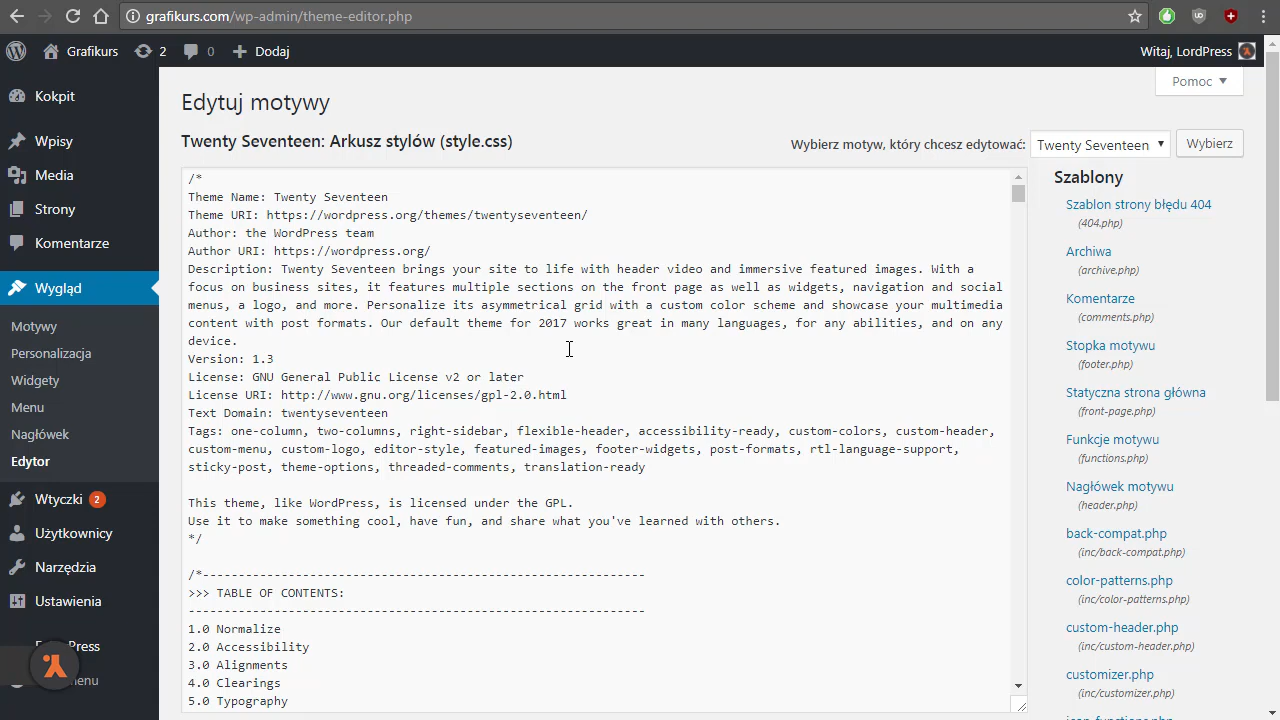 grafikurs.com/wp-admin/theme-editor.php
Grafikurs 2 0 Dodaj
Witaj, LordPress
Kokpit
Wpisy
Media
Strony
Komentarze
Wygląd
Motywy
Personalizacja
Widgety
Menu
Nagłówek
Edytor
Wtyczki 2
Użytkownicy
Narzędzia
Ustawienia
Pomoc
Edytuj motywy
Twenty Seventeen: Arkusz stylów (style.css)
Wybierz motyw, który chcesz edytować: Twenty Seventeen Wybierz
/*
Theme Name: Twenty Seventeen
Theme URI: https://wordpress.org/themes/twentyseventeen/
Author: the WordPress team
Author URI: https://wordpress.org/
Description: Twenty Seventeen brings your site to life with header video and immersive featured images. With a
focus on business sites, it features multiple sections on the front page as well as widgets, navigation and social
menus, a logo, and more. Personalize its asymmetrical grid with a custom color scheme and showcase your multimedia
content with post formats. Our default theme for 2017 works great in many languages, for any abilities, and on any
device.
Version: 1.3
License: GNU General Public License v2 or later
License URI: http://www.gnu.org/licenses/gpl-2.0.html
Text Domain: twentyseventeen
Tags: one-column, two-columns, right-sidebar, flexible-header, accessibility-ready, custom-colors, custom-header,
custom-menu, custom-logo, editor-style, featured-images, footer-widgets, post-formats, rtl-language-support,
sticky-post, theme-options, threaded-comments, translation-ready
This theme, like WordPress, is licensed under the GPL.
Use it to make something cool, have fun, and share what you've learned with others.
*/
/*----------------------------------------------------------------
>>> TABLE OF CONTENTS:
----------------------------------------------------------------
1.0 Normalize
2.0 Accessibility
3.0 Alignments
4.0 Clearings
5.0 Typography
Szablony
Szablon strony błędu 404
(404.php)
Archiwa
(archive.php)
Komentarze
(comments.php)
Stopka motywu
(footer.php)
Statyczna strona główna
(front-page.php)
Funkcje motywu
(functions.php)
Nagłówek motywu
(header.php)
back-compat.php
(inc/back-compat.php)
color-patterns.php
(inc/color-patterns.php)
custom-header.php
(inc/custom-header.php)
customizer.php
(inc/customizer.php)